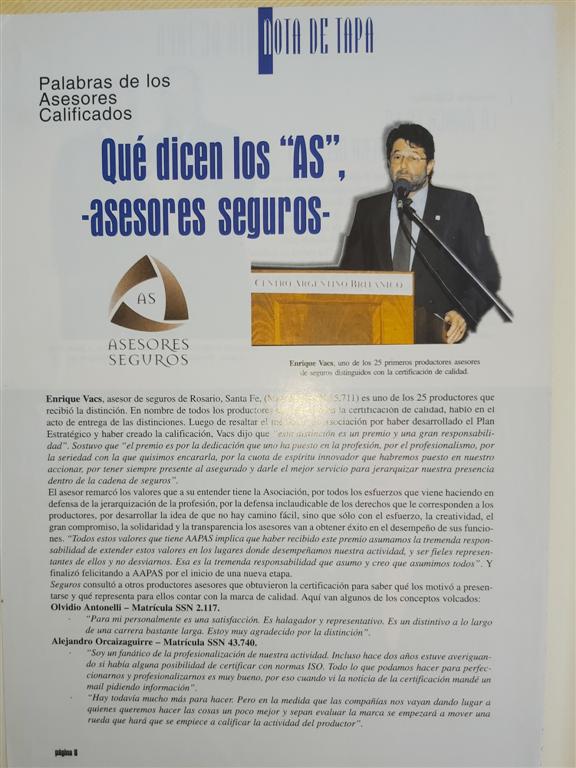 NOTA DE TAPA
Palabras de los
Asesores
Calificados
Qué dicen los “AS”,
-asesores seguros-
AS
ASESORES
SEGUROS
CENTRO ARGENTINO BRITANICO
Enrique Vacs, uno de los 25 primeros productores asesores
de seguros distinguidos con la certificación de calidad.
Enrique Vacs, asesor de seguros de Rosario, Santa Fe, 5.711) es uno de los 25 productores que
recibió la distinción. En nombre de todos los productores la certificación de calidad, habló en el
acto de entrega de las distinciones. Luego de resaltar el Asociación por haber desarrollado el Plan
Estratégico y haber creado la calificación, Vacs dijo que “esta distinción es un premio y una gran responsabili-
dad”. Sostuvo que “el premio es por la dedicación que uno ha puesto en la profesión, por el profesionalismo, por
la seriedad con la que quisimos encararla, por la cuota de espíritu innovador que habremos puesto en nuestro
accionar, por tener siempre presente al asegurado y darle el mejor servicio para jerarquizar nuestra presencia
dentro de la cadena de seguros”.
El asesor remarcó los valores que a su entender tiene la Asociación, por todos los esfuerzos que viene haciendo en
defensa de la jerarquización de la profesión, por la defensa inclaudicable de los derechos que le corresponden a los
productores, por desarrollar la idea de que no hay camino fácil, sino que sólo con el esfuerzo, la creatividad, el
gran compromiso, la solidaridad y la transparencia los asesores van a obtener éxito en el desempeño de sus funcio-
nes. “Todos estos valores que tiene AAPAS implica que haber recibido este premio asumamos la tremenda respon-
sabilidad de extender estos valores en los lugares donde desempeñamos nuestra actividad, y ser fieles represen-
tantes de ellos y no desviarnos. Esa es la tremenda responsabilidad que asumo y creo que asumimos todos”. Y
finalizó felicitando a AAPAS por el inicio de una nueva etapa.
Seguros consultó a otros productores asesores que obtuvieron la certificación para saber qué los motivó a presen-
tarse y qué representa para ellos contar con la marca de calidad. Aquí van algunos de los conceptos volcados:
Olvidio Antonelli – Matrícula SSN 2.117.
- “Para mi personalmente es una satisfacción. Es halagador y representativo. Es un distintivo a lo largo
de una carrera bastante larga. Estoy muy agradecido por la distinción”.
Alejandro Orcaizaguirre – Matrícula SSN 43.740.
- “Soy un fanático de la profesionalización de nuestra actividad. Incluso hace dos años estuve averiguan-
do si había alguna posibilidad de certificar con normas ISO. Todo lo que podamos hacer para perfec-
cionarnos y profesionalizarnos es muy bueno, por eso cuando vi la noticia de la certificación mandé un
mail pidiendo información”.
- “Hay todavía mucho más para hacer. Pero en la medida que las compañías nos vayan dando lugar a
quienes queremos hacer las cosas un poco mejor y sepan evaluar la marca se empezará a mover una
rueda que hará que se empiece a calificar la actividad del productor”.
página 8